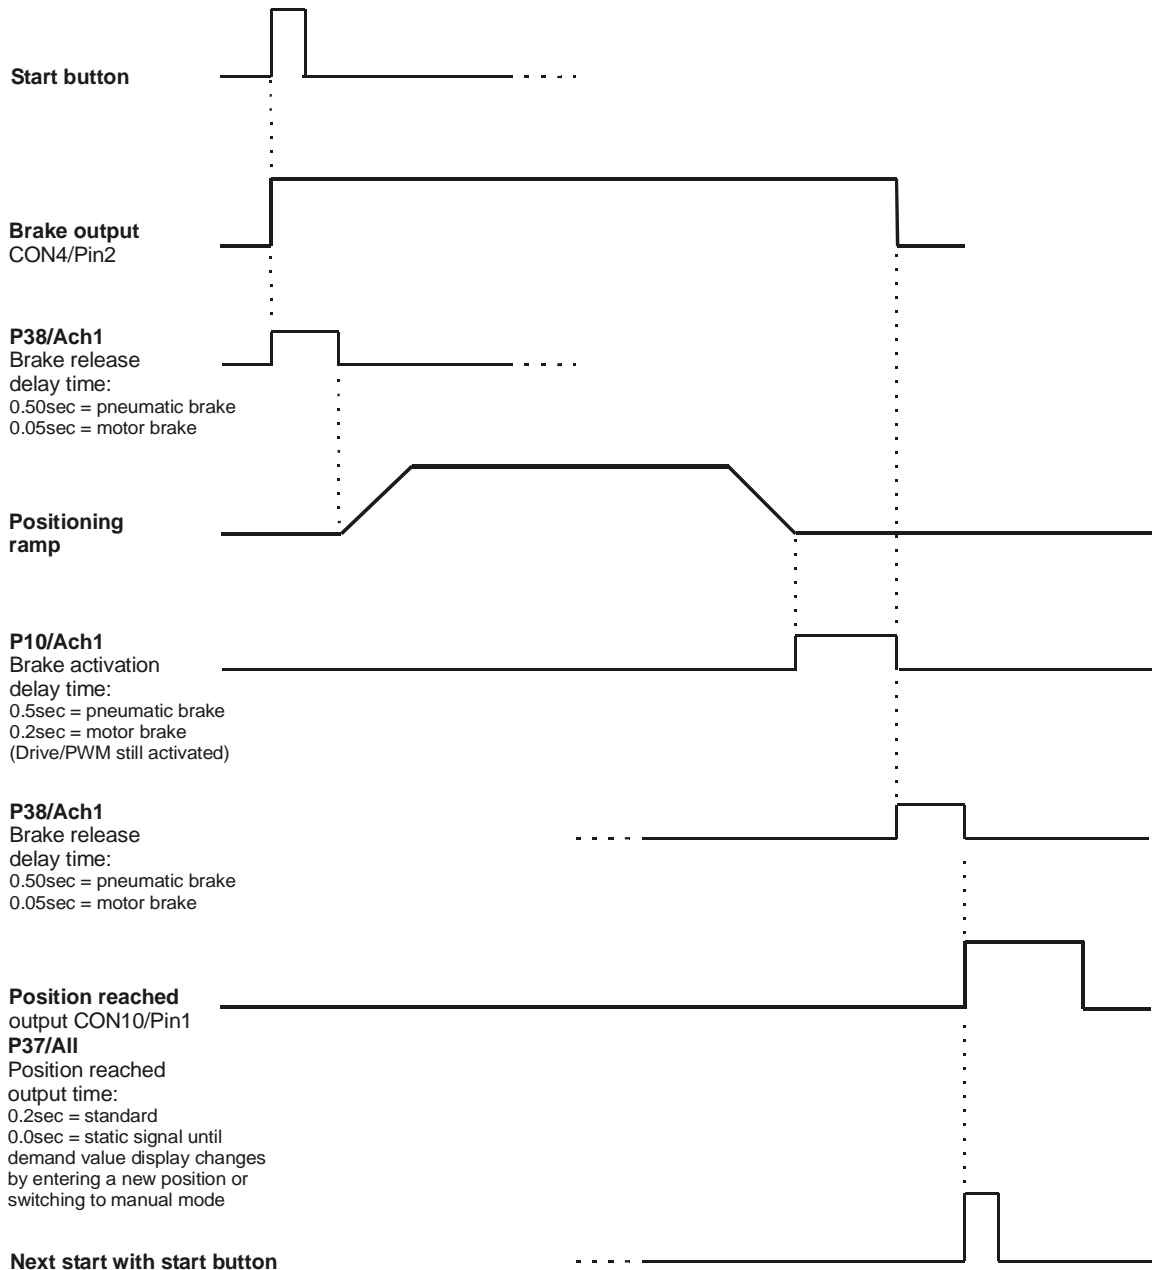 Start button
Brake output
CON4/Pin2
P38/Ach1
Brake release
delay time:
0.50sec = pneumatic brake
0.05sec = motor brake
Positioning
ramp
P10/Ach1
Brake activation
delay time:
0.5sec = pneumatic brake
0.2sec = motor brake
(Drive/PWM still activated)
P38/Ach1
Brake release
delay time:
0.50sec = pneumatic brake
0.05sec = motor brake
Position reached
output CON10/Pin1
P37/All
Position reached
output time:
0.2sec = standard
0.0sec = static signal until
demand value display changes
by entering a new position or
switching to manual mode
Next start with start button